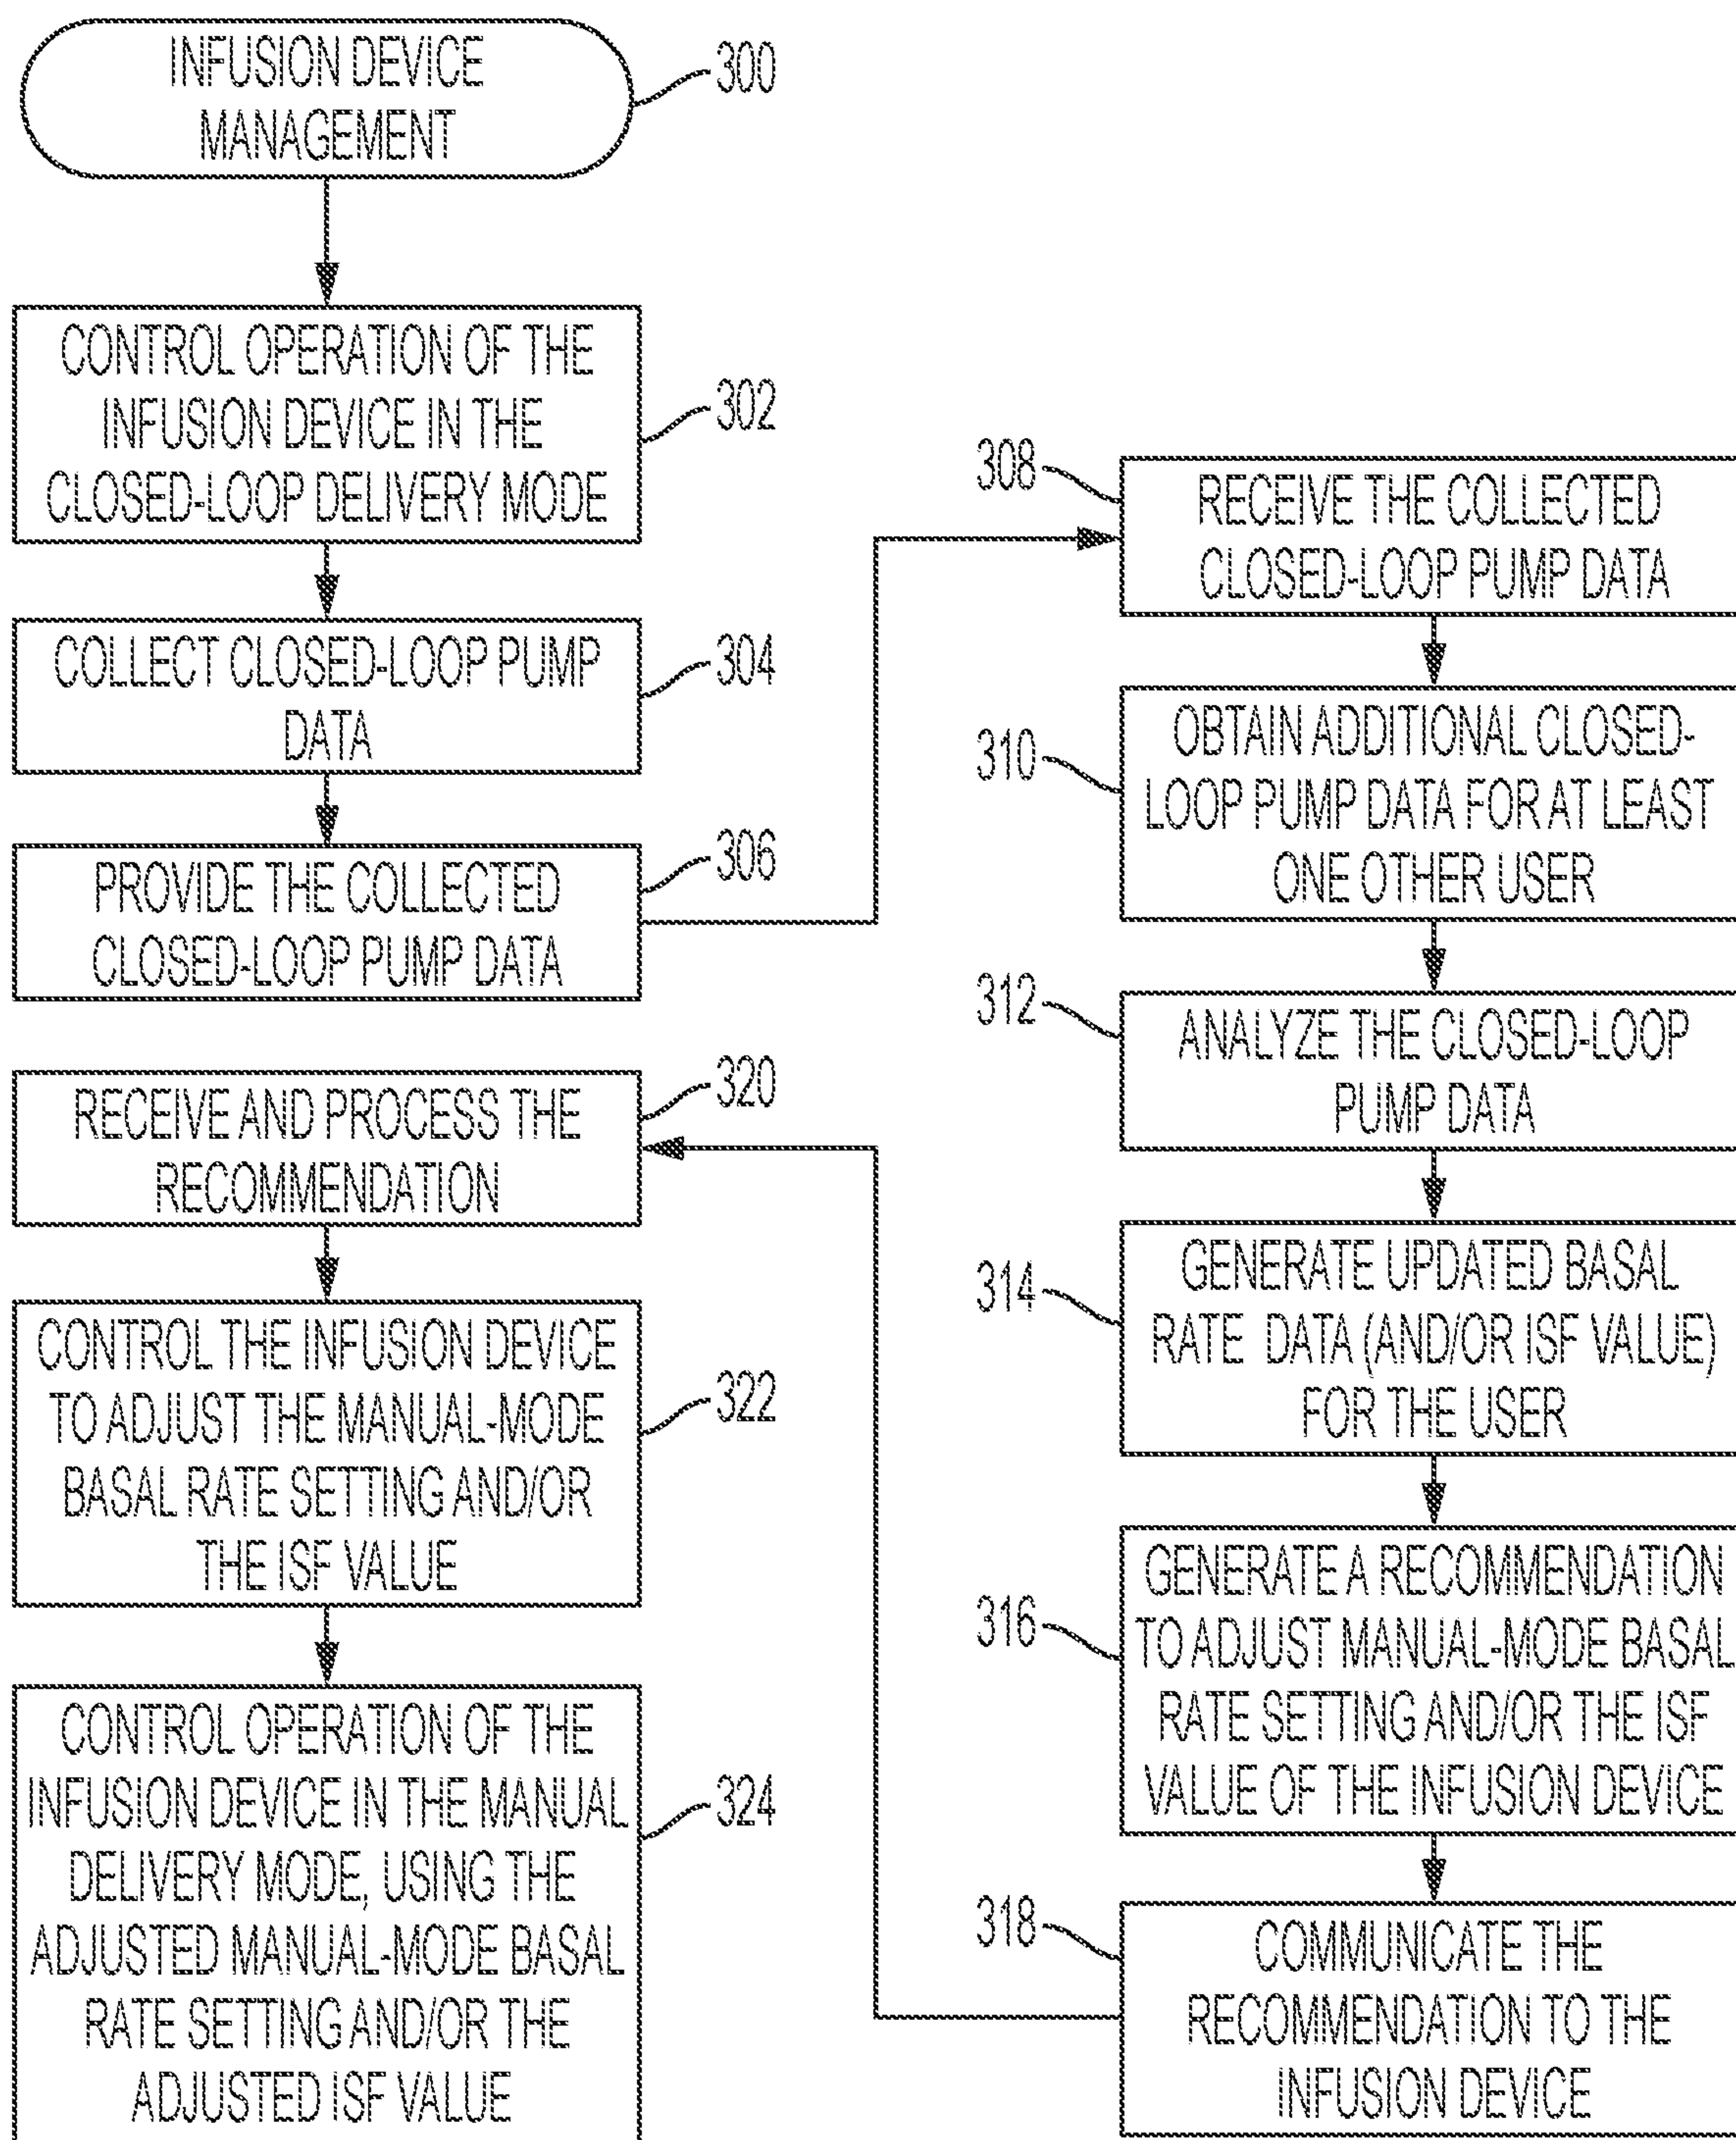 INFUSION DEVICE
MANAGEMENT
300
CONTROL OPERATION OF THE
INFUSION DEVICE IN THE
CLOSED-LOOP DELIVERY MODE
302
COLLECT CLOSED-LOOP PUMP
DATA
304
PROVIDE THE COLLECTED
CLOSED-LOOP PUMP DATA
306
308
RECEIVE THE COLLECTED
CLOSED-LOOP PUMP DATA
310
OBTAIN ADDITIONAL CLOSED-
LOOP PUMP DATA FOR AT LEAST
ONE OTHER USER
312
ANALYZE THE CLOSED-LOOP
PUMP DATA
314
GENERATE UPDATED BASAL
RATE DATA (AND/OR ISF VALUE)
FOR THE USER
316
GENERATE A RECOMMENDATION
TO ADJUST MANUAL-MODE BASAL
RATE SETTING AND/OR THE ISF
VALUE OF THE INFUSION DEVICE
318
COMMUNICATE THE
RECOMMENDATION TO THE
INFUSION DEVICE
RECEIVE AND PROCESS THE
RECOMMENDATION
320
CONTROL THE INFUSION DEVICE
TO ADJUST THE MANUAL-MODE
BASAL RATE SETTING AND/OR
THE ISF VALUE
322
CONTROL OPERATION OF THE
INFUSION DEVICE IN THE MANUAL
DELIVERY MODE, USING THE
ADJUSTED MANUAL-MODE BASAL
RATE SETTING AND/OR THE
ADJUSTED ISF VALUE
324